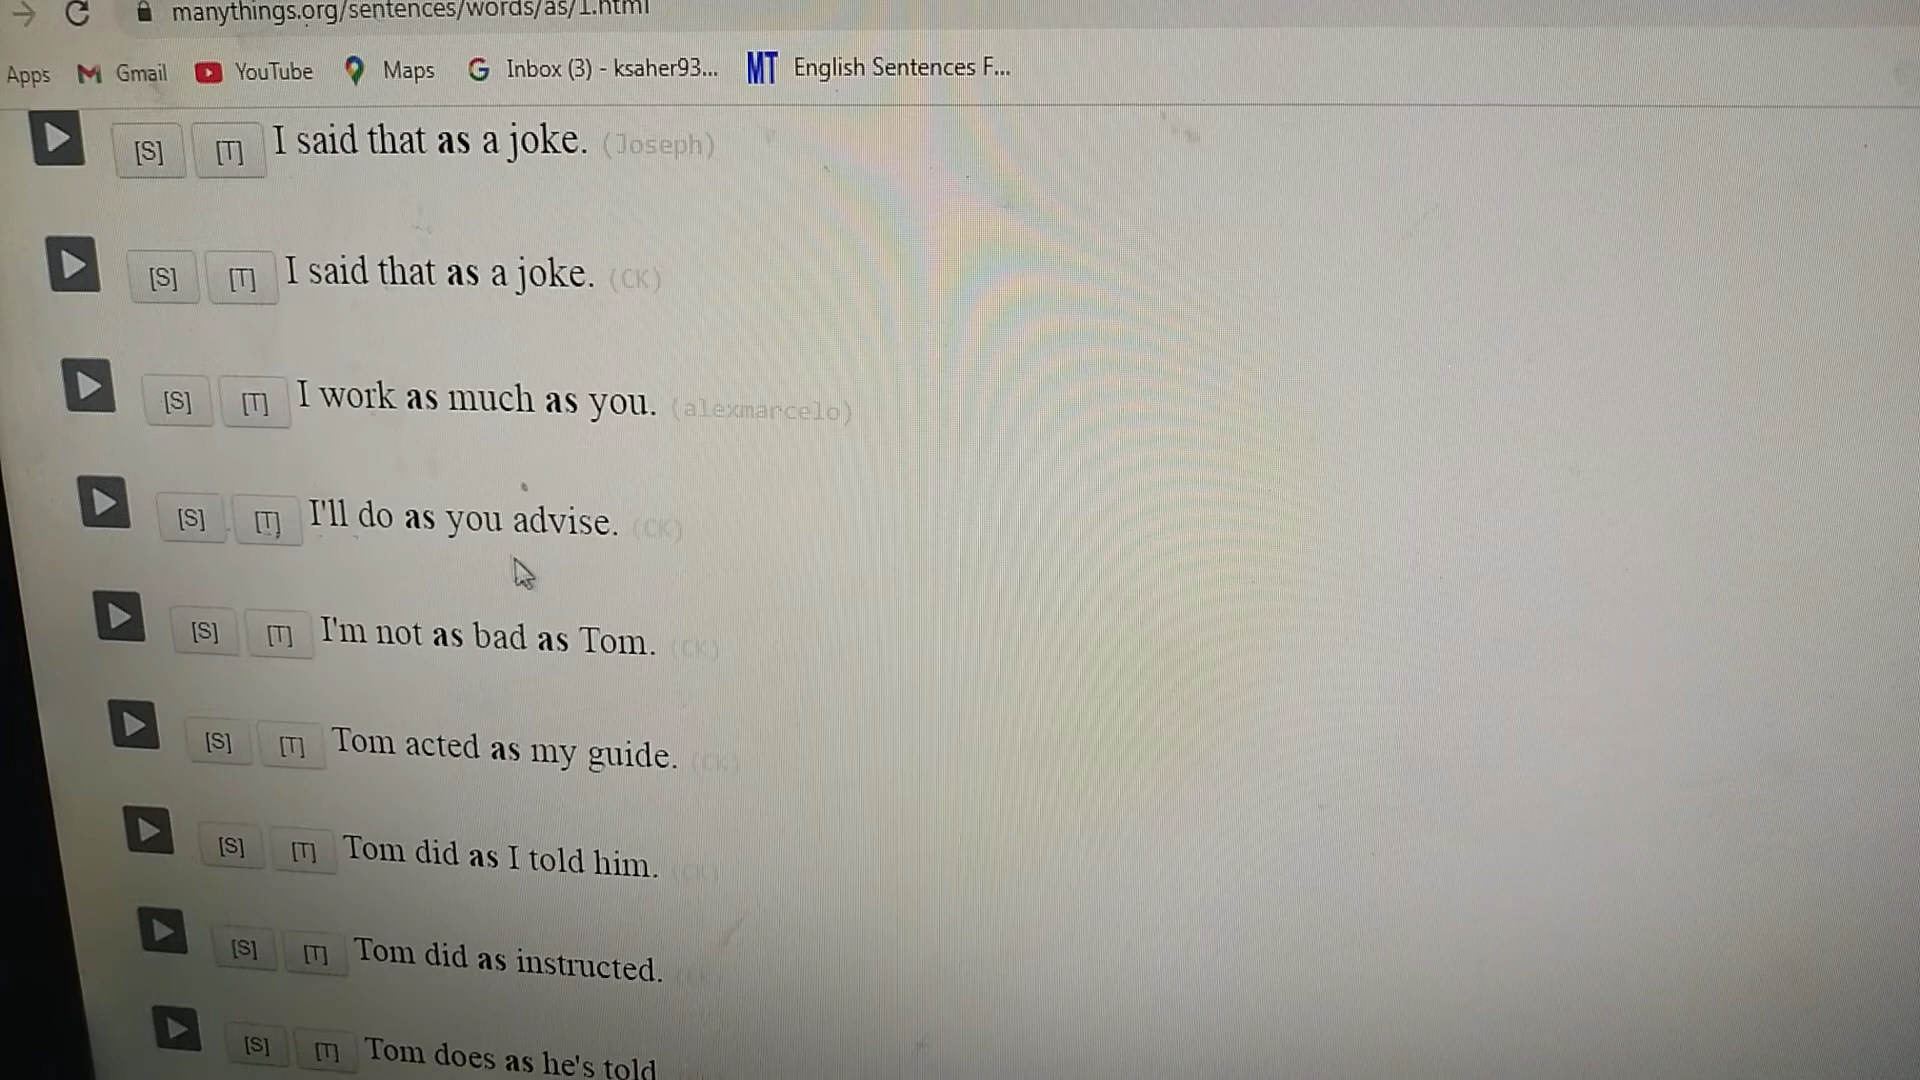 manythings.org/sentences/words/as/1.html
Apps Gmail YouTube Maps Inbox (3) - ksaher93... MT English Sentences F...
[S] [T] I said that as a joke. (Joseph)
[S] [T] I said that as a joke. (CK)
[S] [T] I work as much as you. (alexmarcelo)
[S] [T] I'll do as you advise. (CK)
[S] [T] I'm not as bad as Tom. (CK)
[S] [T] Tom acted as my guide. (CK)
[S] [T] Tom did as I told him. (CK)
[S] [T] Tom did as instructed.
[S] [T] Tom does as he's told